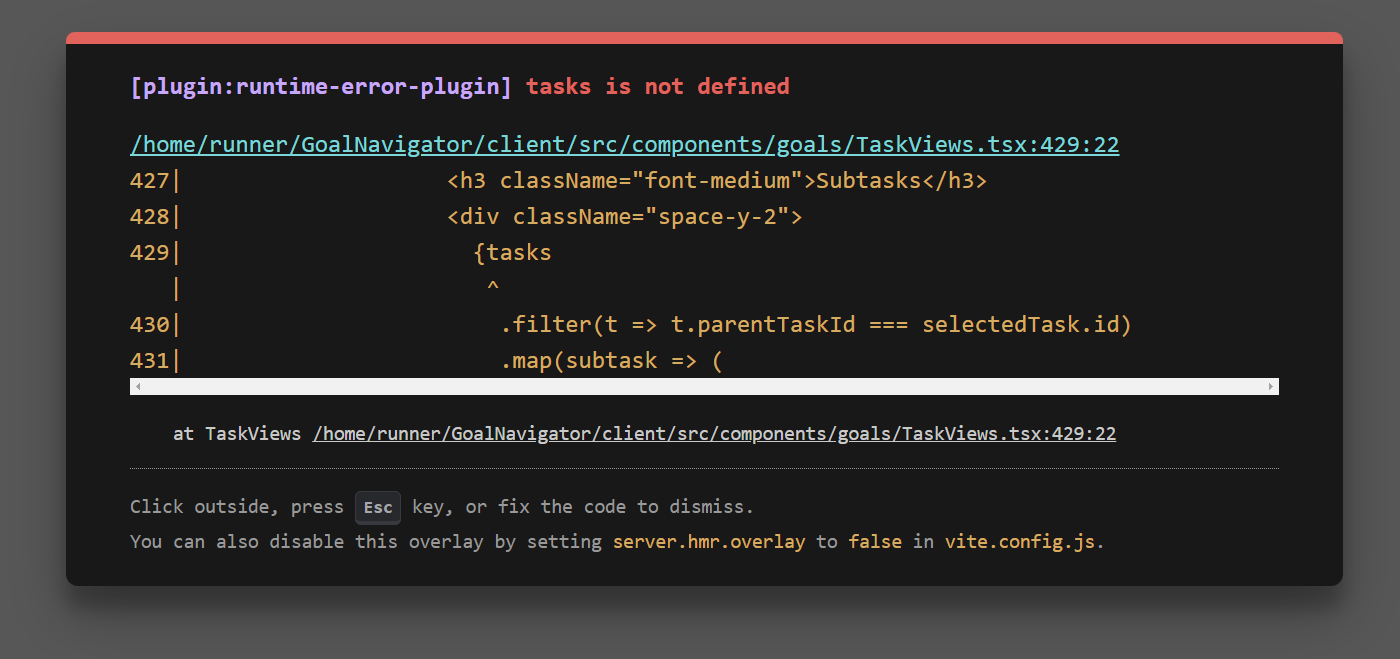 [plugin:runtime-error-plugin] tasks is not defined
/home/runner/GoalNavigator/client/src/components/goals/TaskViews.tsx:429:22
427|                    <h3 className="font-medium">Subtasks</h3>
428|                    <div className="space-y-2">
429|                      {tasks
   |                       ^
430|                        .filter(t => t.parentTaskId === selectedTask.id)
431|                        .map(subtask => (
at TaskViews /home/runner/GoalNavigator/client/src/components/goals/TaskViews.tsx:429:22
Click outside, press Esc key, or fix the code to dismiss.
You can also disable this overlay by setting server.hmr.overlay to false in vite.config.js.